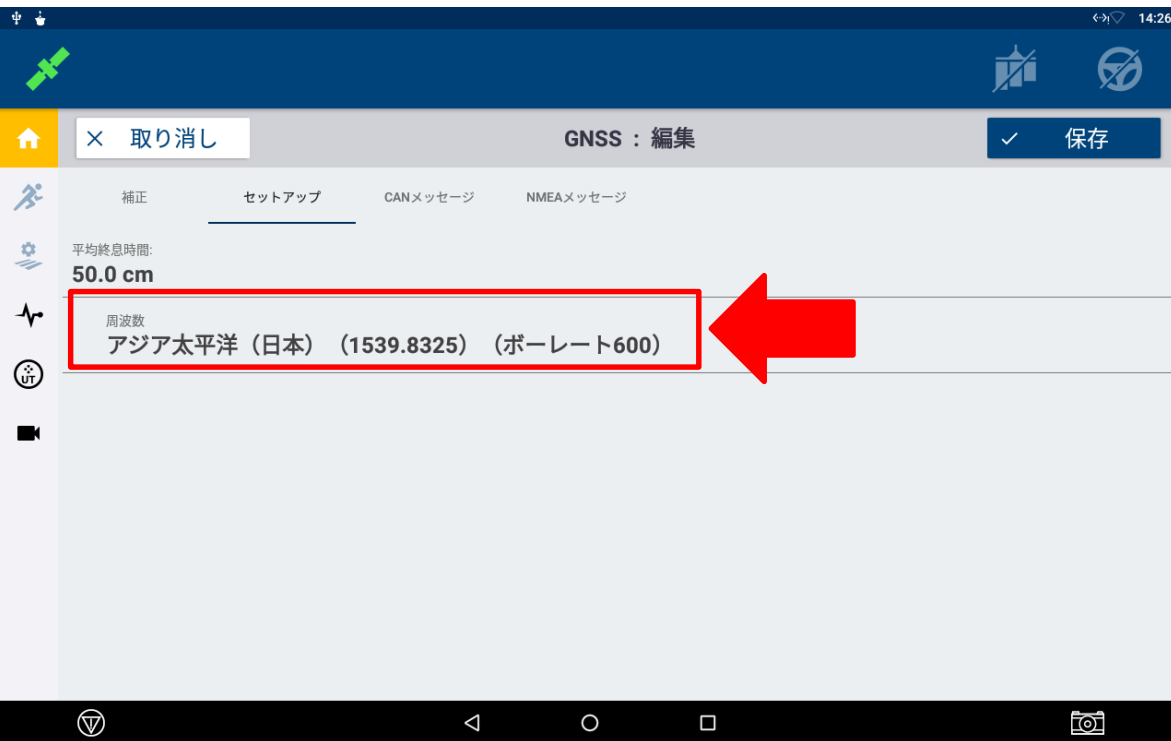 14:26
取り消し
GNSS : 編集
保存
補正 セットアップ CANメッセージ NMEAメッセージ
平均終息時間:
50.0 cm
周波数
アジア太平洋（日本）（1539.8325）（ボーレート600）
UT